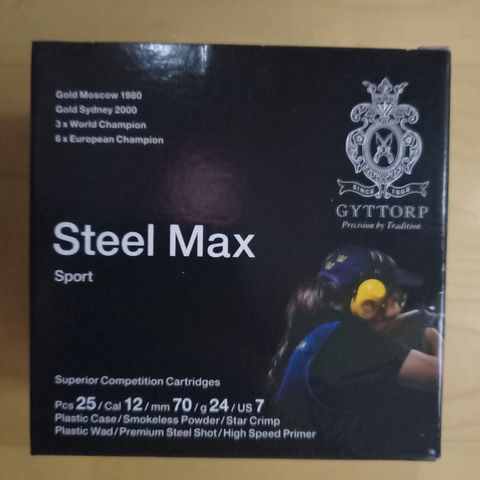 Gold Moscow 1980
Gold Sydney 2000
3 x World Champion
6 x European Champion
SINCE 1906
GYTTORP
Precision by Tradition
Steel Max
Sport
Superior Competition Cartridges
Pcs 25 / Cal 12 / mm 70 / g 24 / US 7
Plastic Case / Smokeless Powder / Star Crimp
Plastic Wad / Premium Steel Shot / High Speed Primer